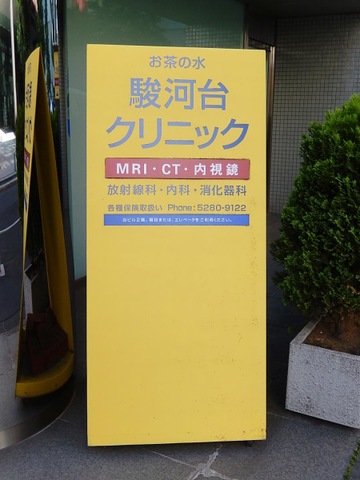 お茶の水
駿河台
クリニック
MRI・CT・内視鏡
放射線科・内科・消化器科
各種保険取扱い Phone:5280-9122